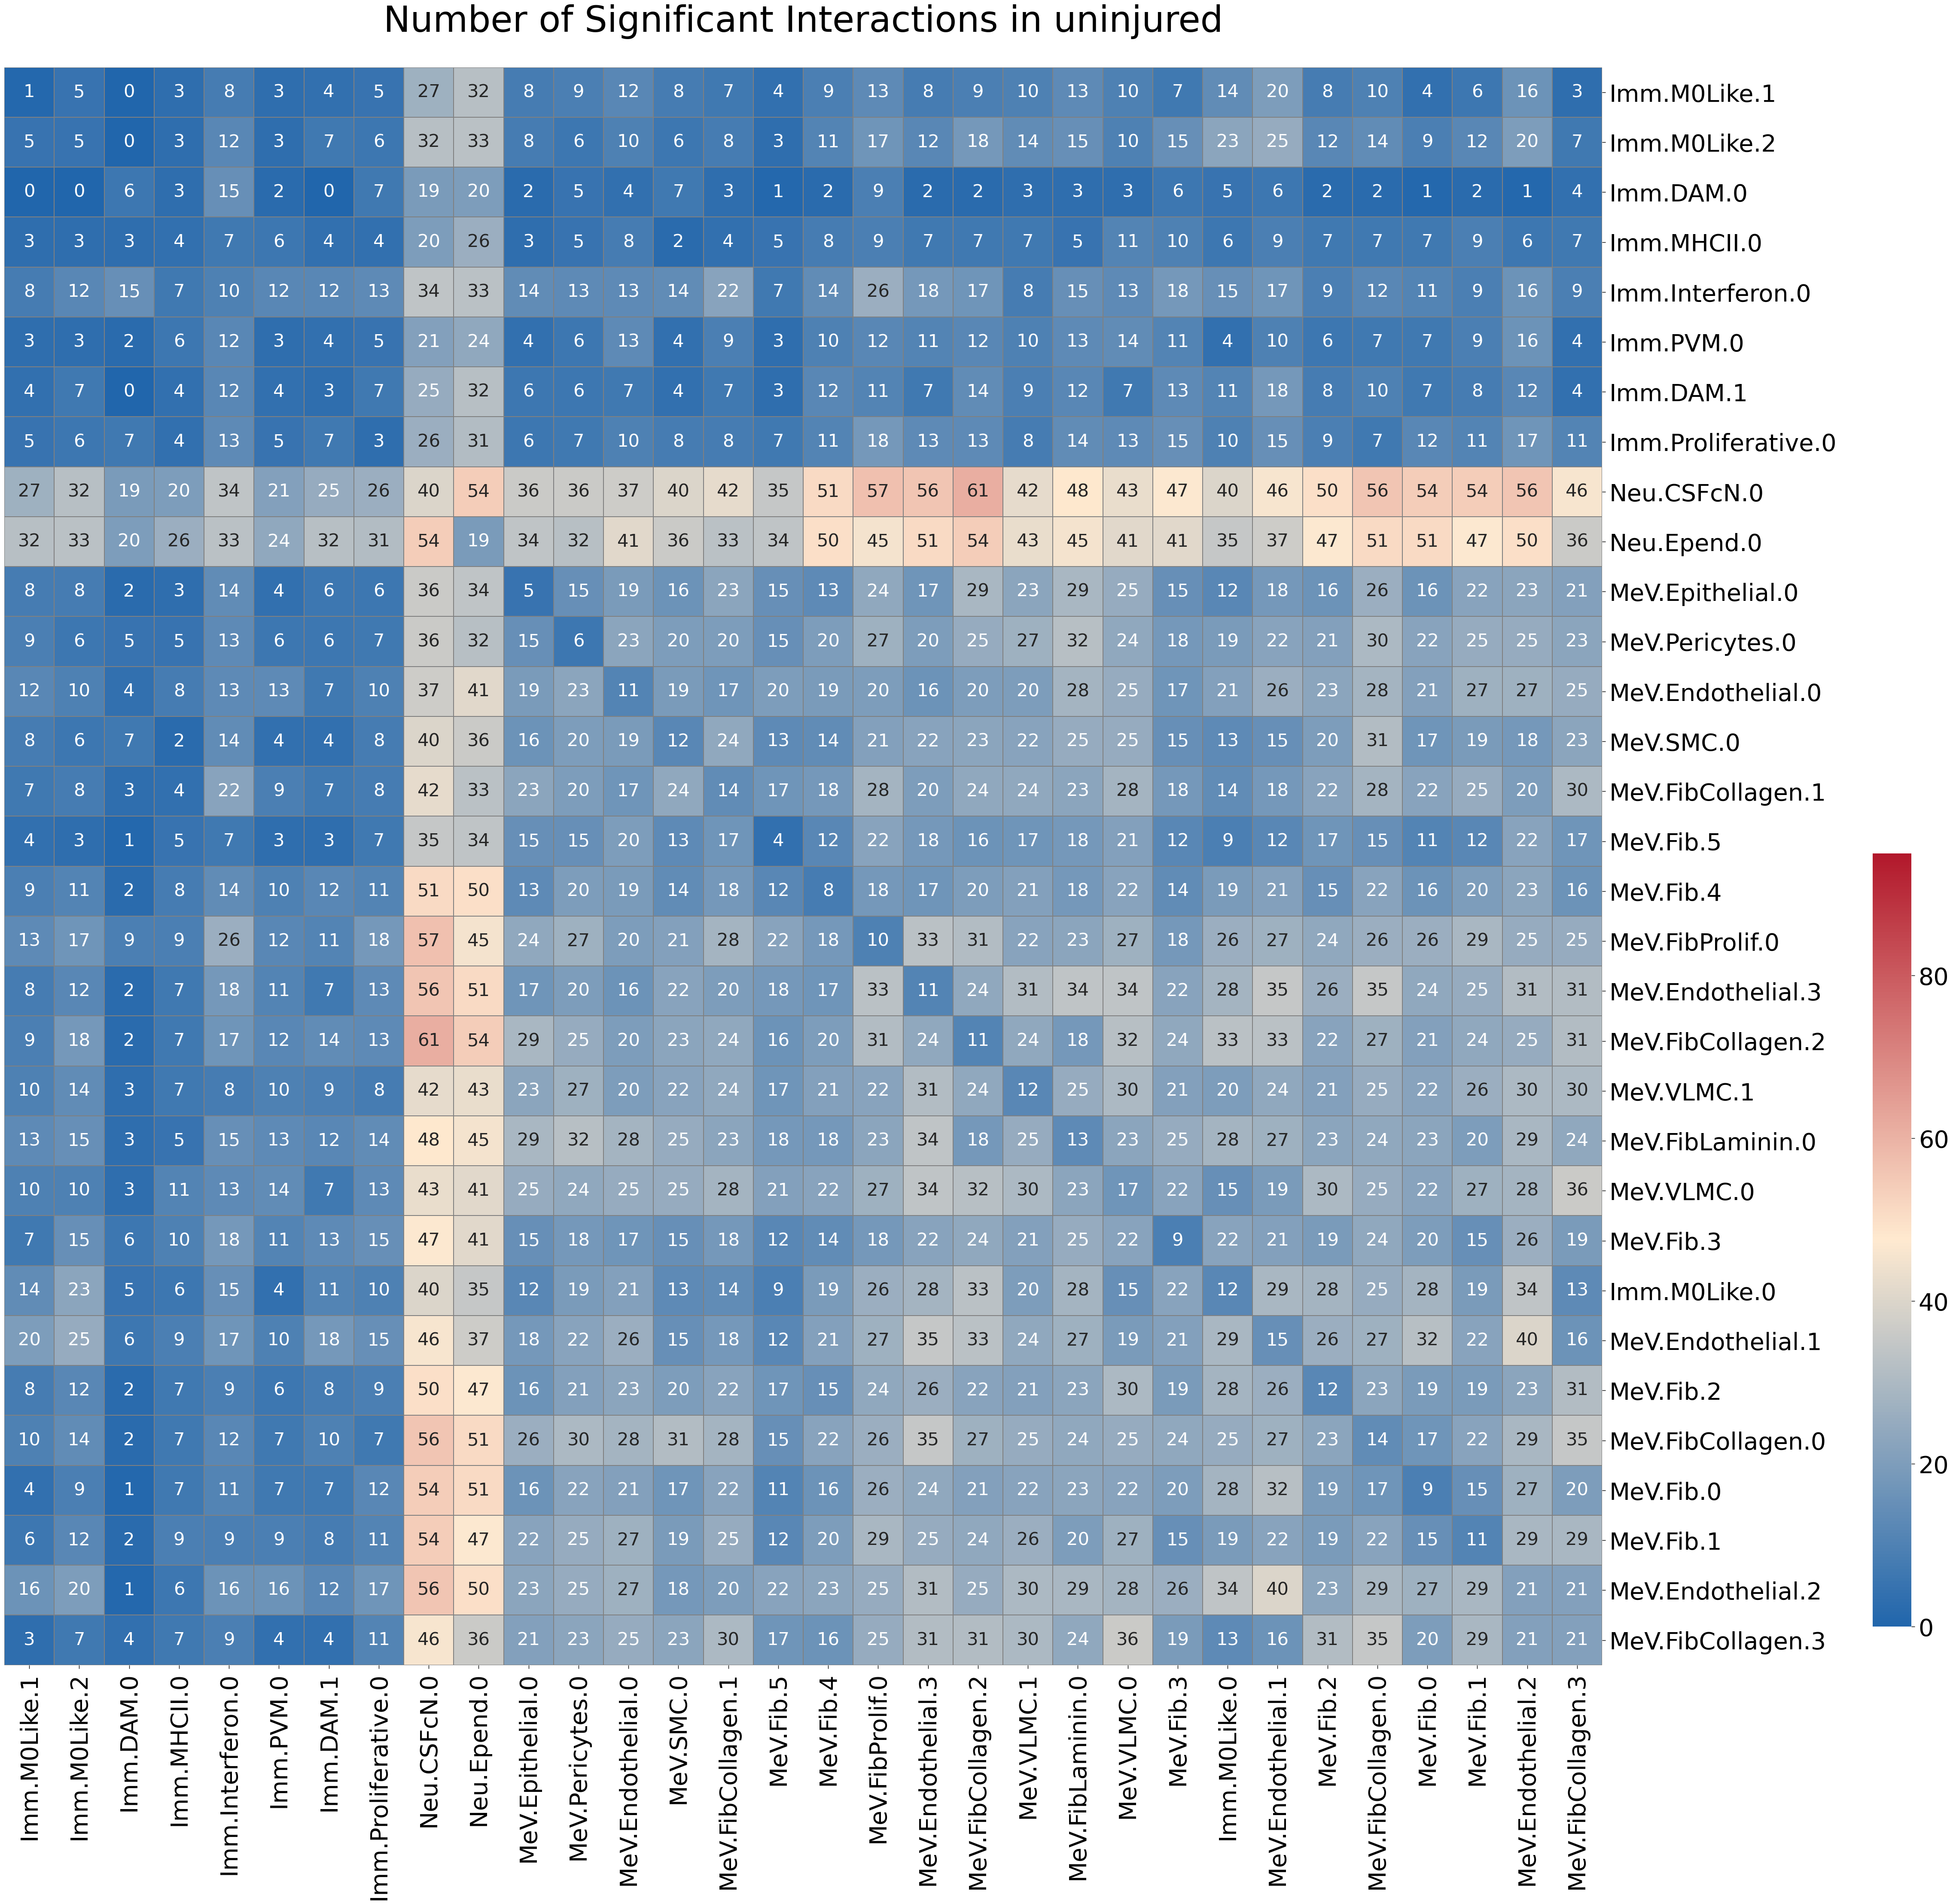 Number of Significant Interactions in uninjured
1 5 0 3 8 3 4 5 27 32 8 9 12 8 7 4 9 13 8 9 10 13 10 7 14 20 8 10 4 6 16 3 Imm.M0Like.1
5 5 0 3 12 3 7 6 32 33 8 6 10 6 8 3 11 17 12 18 14 15 10 15 23 25 12 14 9 12 20 7 Imm.M0Like.2
0 0 6 3 15 2 0 7 19 20 2 5 4 7 3 1 2 9 2 2 3 3 3 6 5 6 2 2 1 2 1 4 Imm.DAM.0
3 3 3 4 7 6 4 4 20 26 3 5 8 2 4 5 8 9 7 7 7 5 11 10 6 9 7 7 7 9 6 7 Imm.MHCII.0
8 12 15 7 10 12 12 13 34 33 14 13 13 14 22 7 14 26 18 17 8 15 13 18 15 17 9 12 11 9 16 9 Imm.Interferon.0
3 3 2 6 12 3 4 5 21 24 4 6 13 4 9 3 10 12 11 12 10 13 14 11 4 10 6 7 7 9 16 4 Imm.PVM.0
4 7 0 4 12 4 3 7 25 32 6 6 7 4 7 3 12 11 7 14 9 12 7 13 11 18 8 10 7 8 12 4 Imm.DAM.1
5 6 7 4 13 5 7 3 26 31 6 7 10 8 8 7 11 18 13 13 8 14 13 15 10 15 9 7 12 11 17 11 Imm.Proliferative.0
27 32 19 20 34 21 25 26 40 54 36 36 37 40 42 35 51 57 56 61 42 48 43 47 40 46 50 56 54 54 56 46 Neu.CSFcN.0
32 33 20 26 33 24 32 31 54 19 34 32 41 36 33 34 50 45 51 54 43 45 41 41 35 37 47 51 51 47 50 36 Neu.Epend.0
8 8 2 3 14 4 6 6 36 34 5 15 19 16 23 15 13 24 17 29 23 29 25 15 12 18 16 26 16 22 23 21 MeV.Epithelial.0
9 6 5 5 13 6 6 7 36 32 15 6 23 20 20 15 20 27 20 25 27 32 24 18 19 22 21 30 22 25 25 23 MeV.Pericytes.0
12 10 4 8 13 13 7 10 37 41 19 23 11 19 17 20 19 20 16 20 20 28 25 17 21 26 23 28 21 27 27 25 MeV.Endothelial.0
8 6 7 2 14 4 4 8 40 36 16 20 19 12 24 13 14 21 22 23 22 25 25 15 13 15 20 31 17 19 18 23 MeV.SMC.0
7 8 3 4 22 9 7 8 42 33 23 20 17 24 14 17 18 28 20 24 24 23 28 18 14 18 22 28 22 25 20 30 MeV.FibCollagen.1
4 3 1 5 7 3 3 7 35 34 15 15 20 13 17 4 12 22 18 16 17 18 21 12 9 12 17 15 11 12 22 17 MeV.Fib.5
9 11 2 8 14 10 12 11 51 50 13 20 19 14 18 12 8 18 17 20 21 18 22 14 19 21 15 22 16 20 23 16 MeV.Fib.4
13 17 9 9 26 12 11 18 57 45 24 27 20 21 28 22 18 10 33 31 22 23 27 18 26 27 24 26 26 29 25 25 MeV.FibProlif.0
8 12 2 7 18 11 7 13 56 51 17 20 16 22 20 18 17 33 11 24 31 34 34 22 28 35 26 35 24 25 31 31 MeV.Endothelial.3
9 18 2 7 17 12 14 13 61 54 29 25 20 23 24 16 20 31 24 11 24 18 32 24 33 33 22 27 21 24 25 31 MeV.FibCollagen.2
10 14 3 7 8 10 9 8 42 43 23 27 20 22 24 17 21 22 31 24 12 25 30 21 20 24 21 25 22 26 30 30 MeV.VLMC.1
13 15 3 5 15 13 12 14 48 45 29 32 28 25 23 18 18 23 34 18 25 13 23 25 28 27 23 24 23 20 29 24 MeV.FibLaminin.0
10 10 3 11 13 14 7 13 43 41 25 24 25 25 28 21 22 27 34 32 30 23 17 22 15 19 30 25 22 27 28 36 MeV.VLMC.0
7 15 6 10 18 11 13 15 47 41 15 18 17 15 18 12 14 18 22 24 21 25 22 9 22 21 19 24 20 15 26 19 MeV.Fib.3
14 23 5 6 15 4 11 10 40 35 12 19 21 13 14 9 19 26 28 33 20 28 15 22 12 29 28 25 28 19 34 13 Imm.M0Like.0
20 25 6 9 17 10 18 15 46 37 18 22 26 15 18 12 21 27 35 33 24 27 19 21 29 15 26 27 32 22 40 16 MeV.Endothelial.1
8 12 2 7 9 6 8 9 50 47 16 21 23 20 22 17 15 24 26 22 21 23 30 19 28 26 12 23 19 19 23 31 MeV.Fib.2
10 14 2 7 12 7 10 7 56 51 26 30 28 31 28 15 22 26 35 27 25 24 25 24 25 27 23 14 17 22 29 35 MeV.FibCollagen.0
4 9 1 7 11 7 7 12 54 51 16 22 21 17 22 11 16 26 24 21 22 23 22 20 28 32 19 17 9 15 27 20 MeV.Fib.0
6 12 2 9 9 9 8 11 54 47 22 25 27 19 25 12 20 29 25 24 26 20 27 15 19 22 19 22 15 11 29 29 MeV.Fib.1
16 20 1 6 16 16 12 17 56 50 23 25 27 18 20 22 23 25 31 25 30 29 28 26 34 40 23 29 27 29 21 21 MeV.Endothelial.2
3 7 4 7 9 4 4 11 46 36 21 23 25 23 30 17 16 25 31 31 30 24 36 19 13 16 31 35 20 29 21 21 MeV.FibCollagen.3
Imm.M0Like.1
Imm.M0Like.2
Imm.DAM.0
Imm.MHCII.0
Imm.Interferon.0
Imm.PVM.0
Imm.DAM.1
Imm.Proliferative.0
Neu.CSFcN.0
Neu.Epend.0
MeV.Epithelial.0
MeV.Pericytes.0
MeV.Endothelial.0
MeV.SMC.0
MeV.FibCollagen.1
MeV.Fib.5
MeV.Fib.4
MeV.FibProlif.0
MeV.Endothelial.3
MeV.FibCollagen.2
MeV.VLMC.1
MeV.FibLaminin.0
MeV.VLMC.0
MeV.Fib.3
Imm.M0Like.0
MeV.Endothelial.1
MeV.Fib.2
MeV.FibCollagen.0
MeV.Fib.0
MeV.Fib.1
MeV.Endothelial.2
MeV.FibCollagen.3
80
60
40
20
0